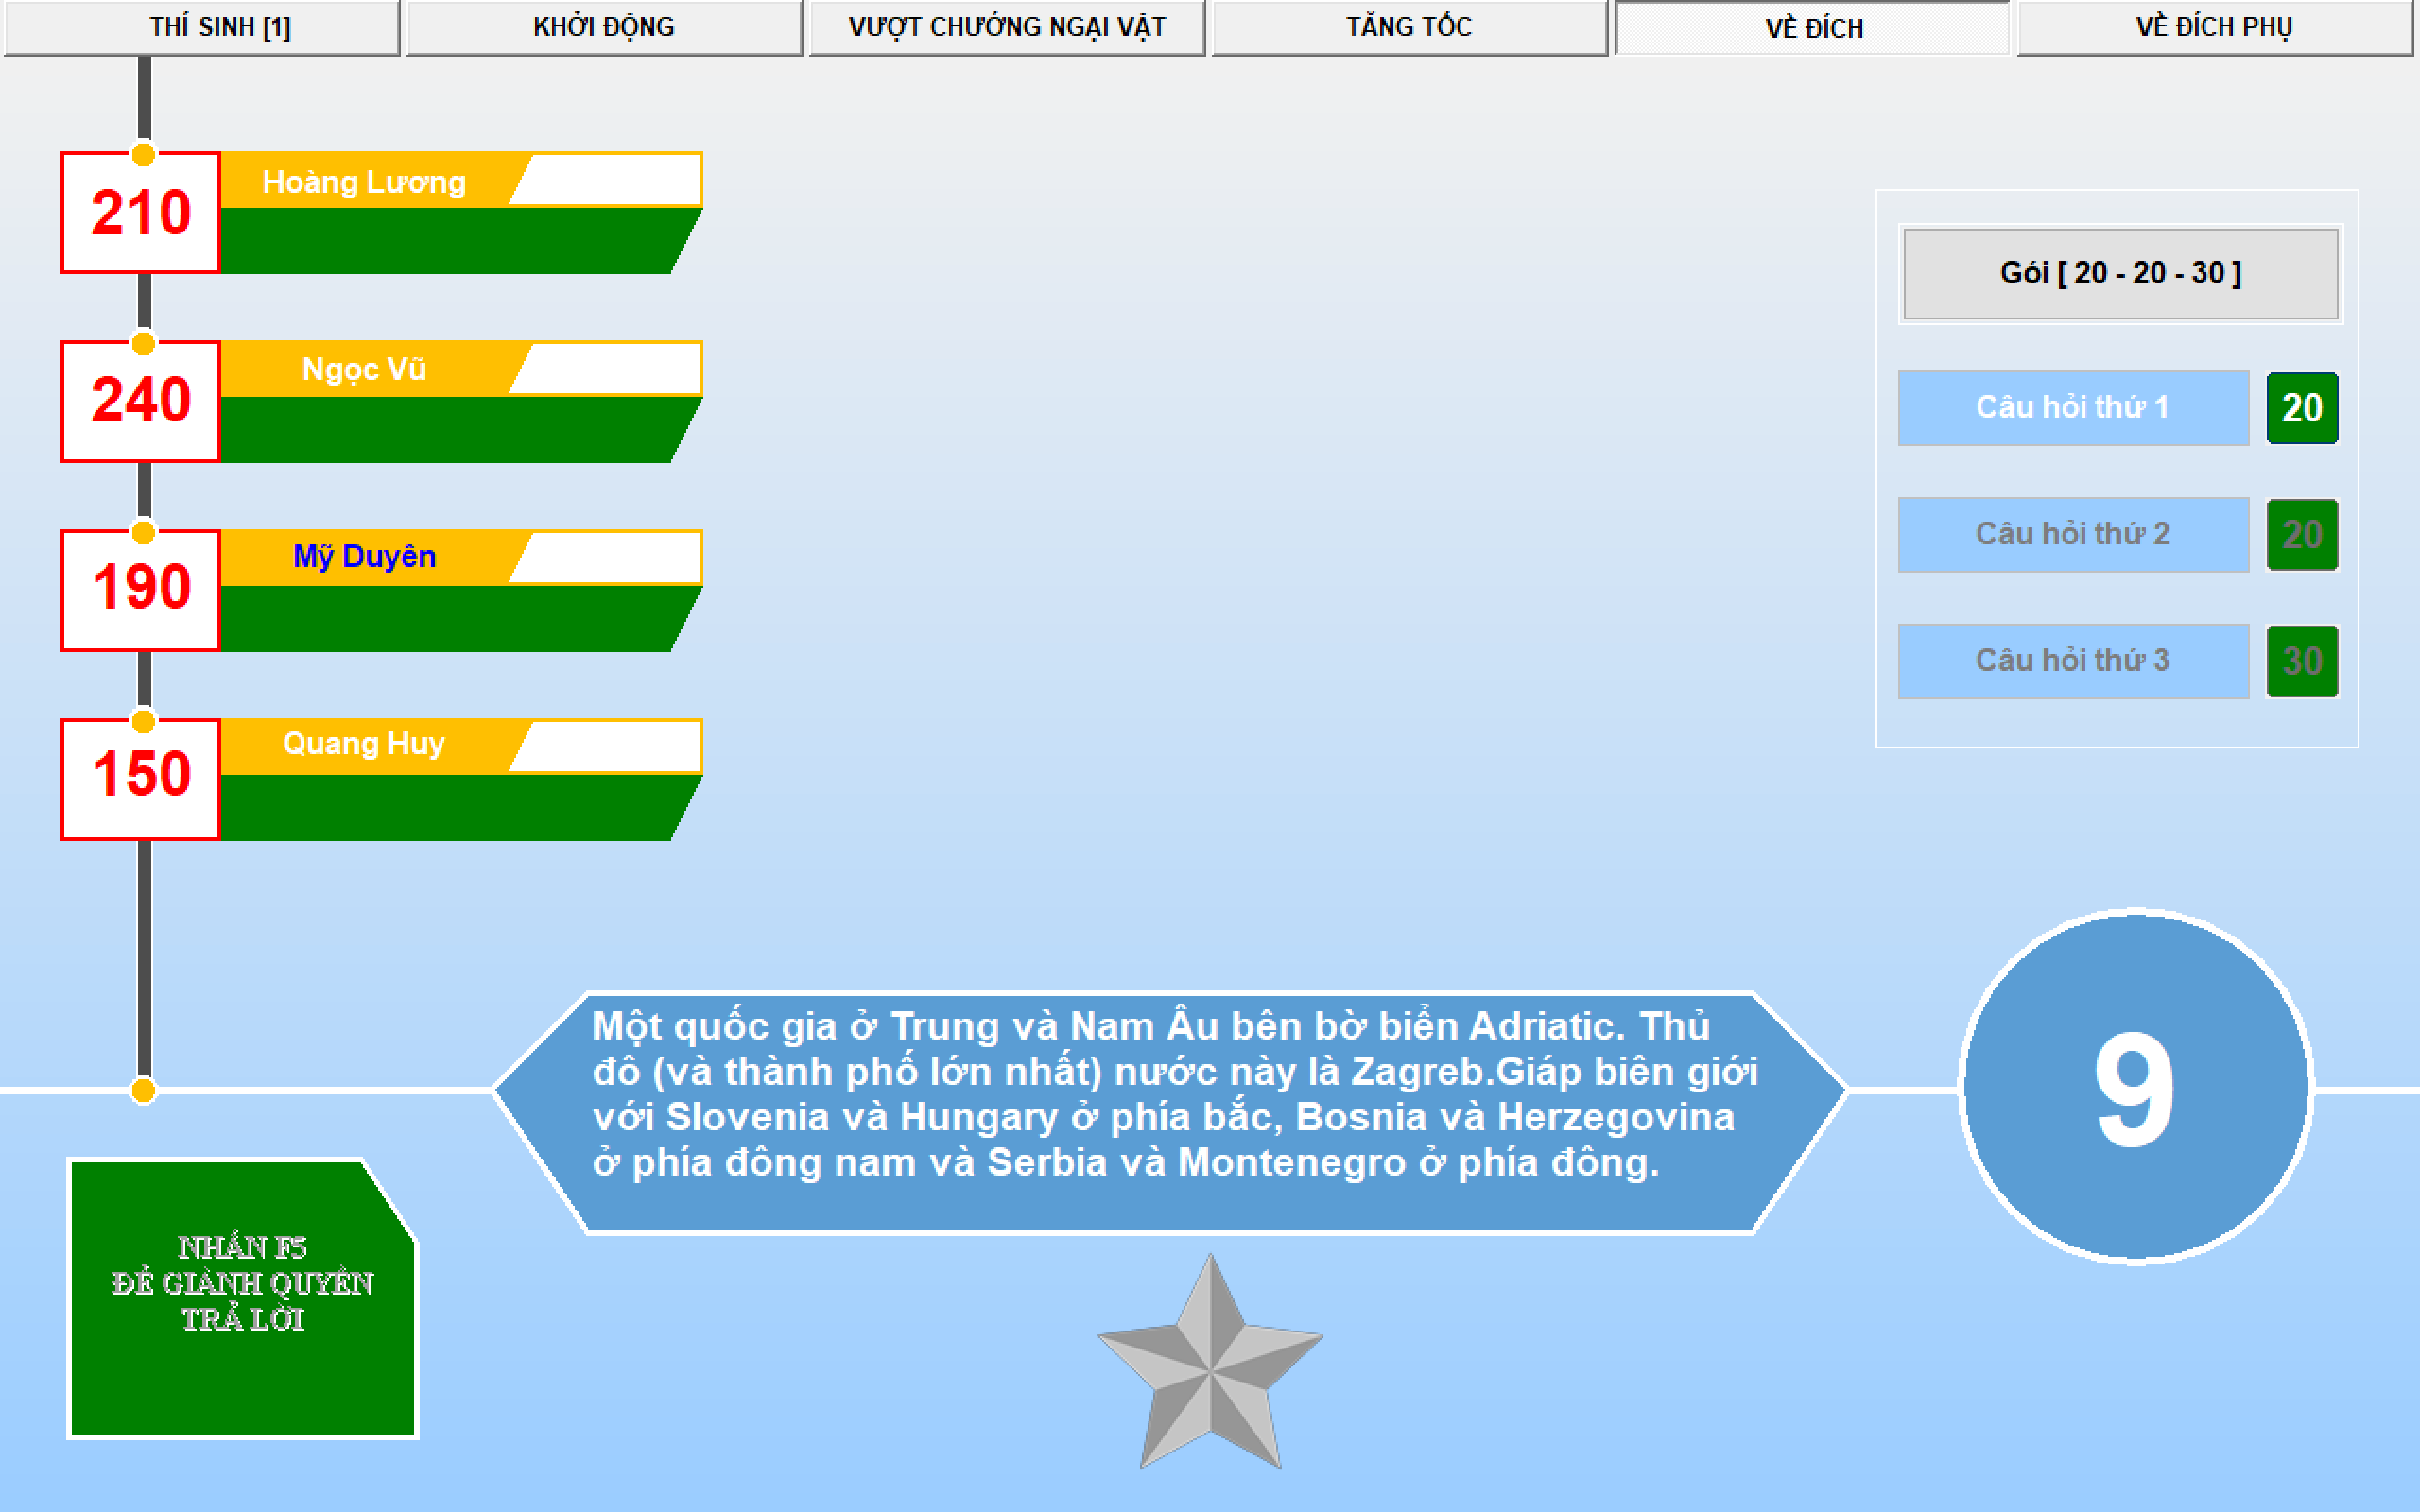 THÍ SINH [1]
KHỞI ĐỘNG
VƯỢT CHƯỚNG NGẠI VẬT
TĂNG TỐC
VỀ ĐÍCH
VỀ ĐÍCH PHỤ
210
Hoàng Lương
240
Ngọc Vũ
190
Mỹ Duyên
150
Quang Huy
Gói [ 20 - 20 - 30 ]
Câu hỏi thứ 1
20
Câu hỏi thứ 2
20
Câu hỏi thứ 3
30
Một quốc gia ở Trung và Nam Âu bên bờ biển Adriatic. Thủ
đô (và thành phố lớn nhất) nước này là Zagreb.Giáp biên giới
với Slovenia và Hungary ở phía bắc, Bosnia và Herzegovina
ở phía đông nam và Serbia và Montenegro ở phía đông.
9
NHẤN F5
ĐỂ GIÀNH QUYỀN
TRẢ LỜI